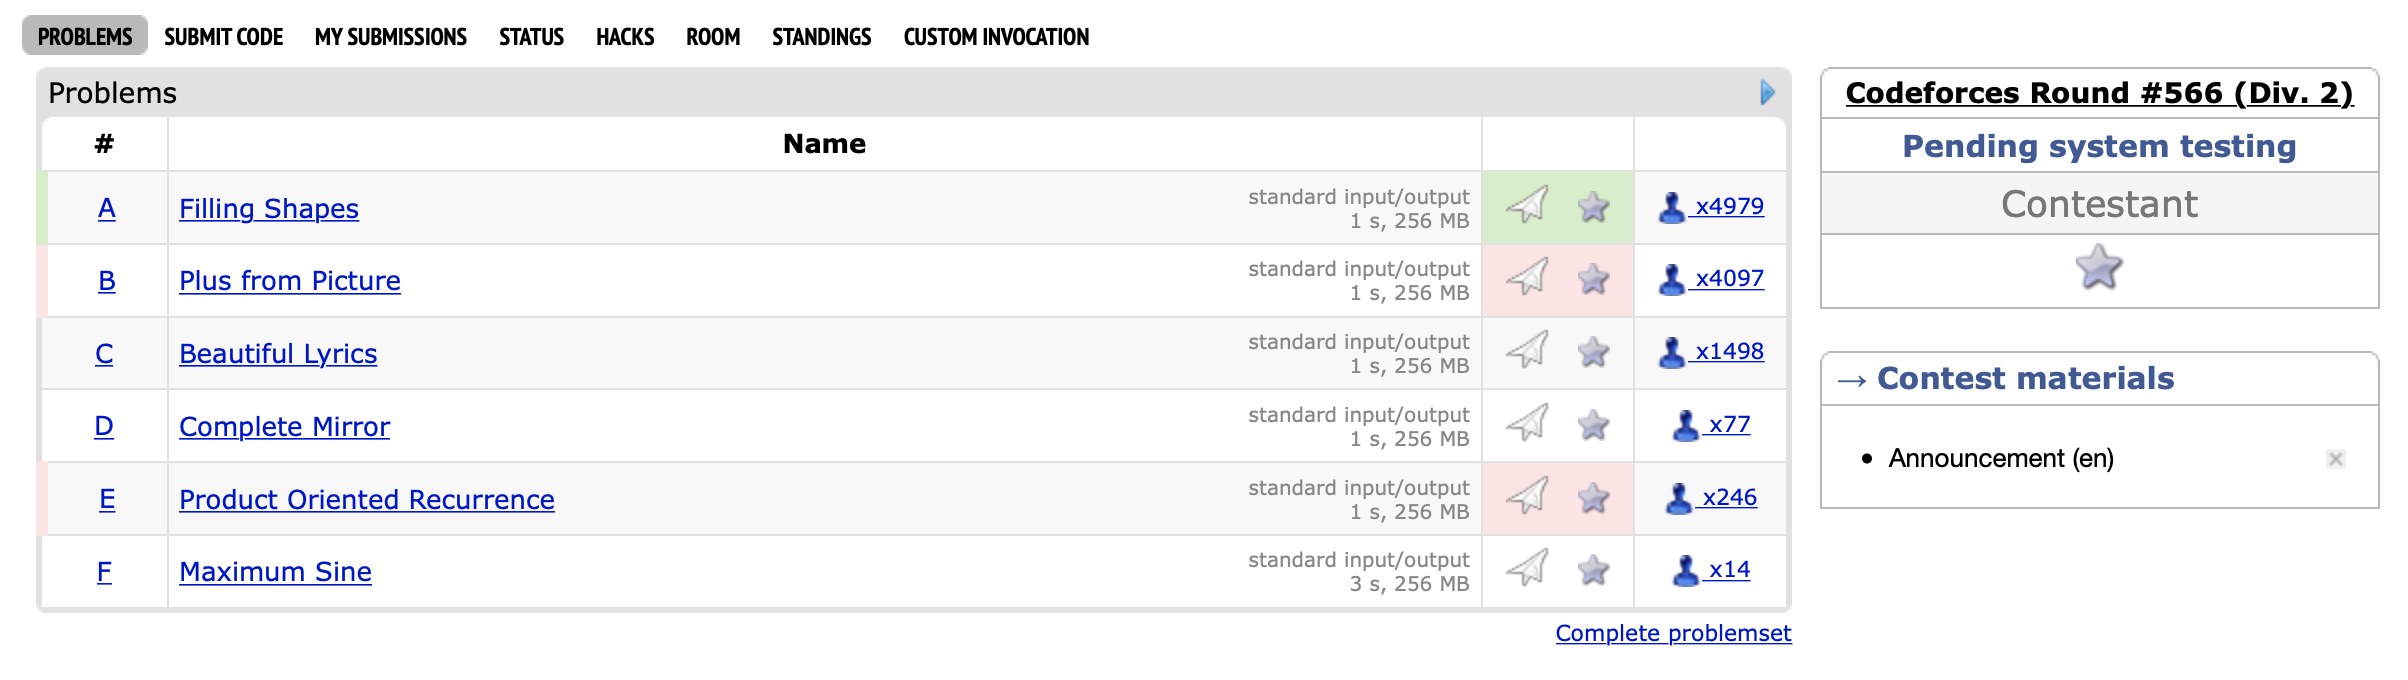 PROBLEMS SUBMIT CODE MY SUBMISSIONS STATUS HACKS ROOM STANDINGS CUSTOM INVOCATION
Problems
# Name
A Filling Shapes standard input/output
1 s, 256 MB
x4979
B Plus from Picture standard input/output
1 s, 256 MB
x4097
C Beautiful Lyrics standard input/output
1 s, 256 MB
x1498
D Complete Mirror standard input/output
1 s, 256 MB
x77
E Product Oriented Recurrence standard input/output
1 s, 256 MB
x246
F Maximum Sine standard input/output
3 s, 256 MB
x14
Complete problemset
Codeforces Round #566 (Div. 2)
Pending system testing
Contestant
→ Contest materials
• Announcement (en)